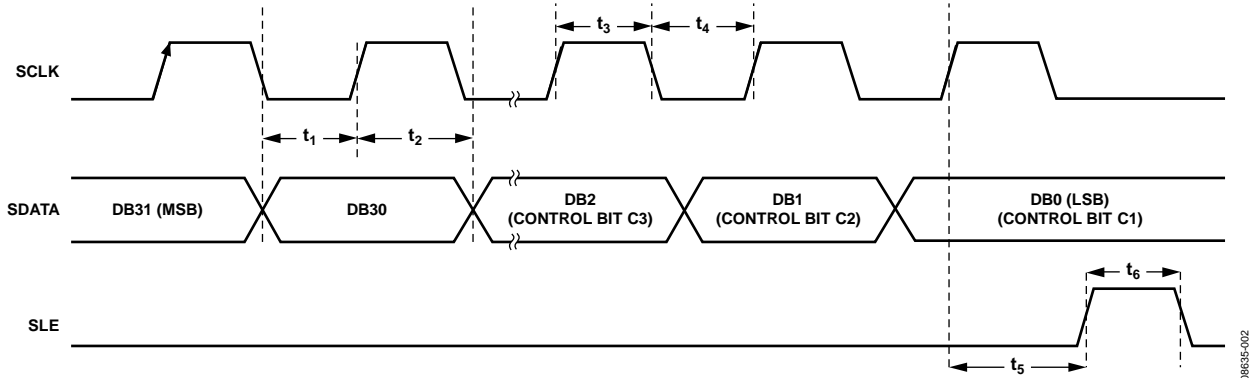 t3
t4
SCLK
t1
t2
SDATA
DB31 (MSB)
DB30
DB2
(CONTROL BIT C3)
DB1
(CONTROL BIT C2)
DB0 (LSB)
(CONTROL BIT C1)
t6
SLE
t5
08635-002